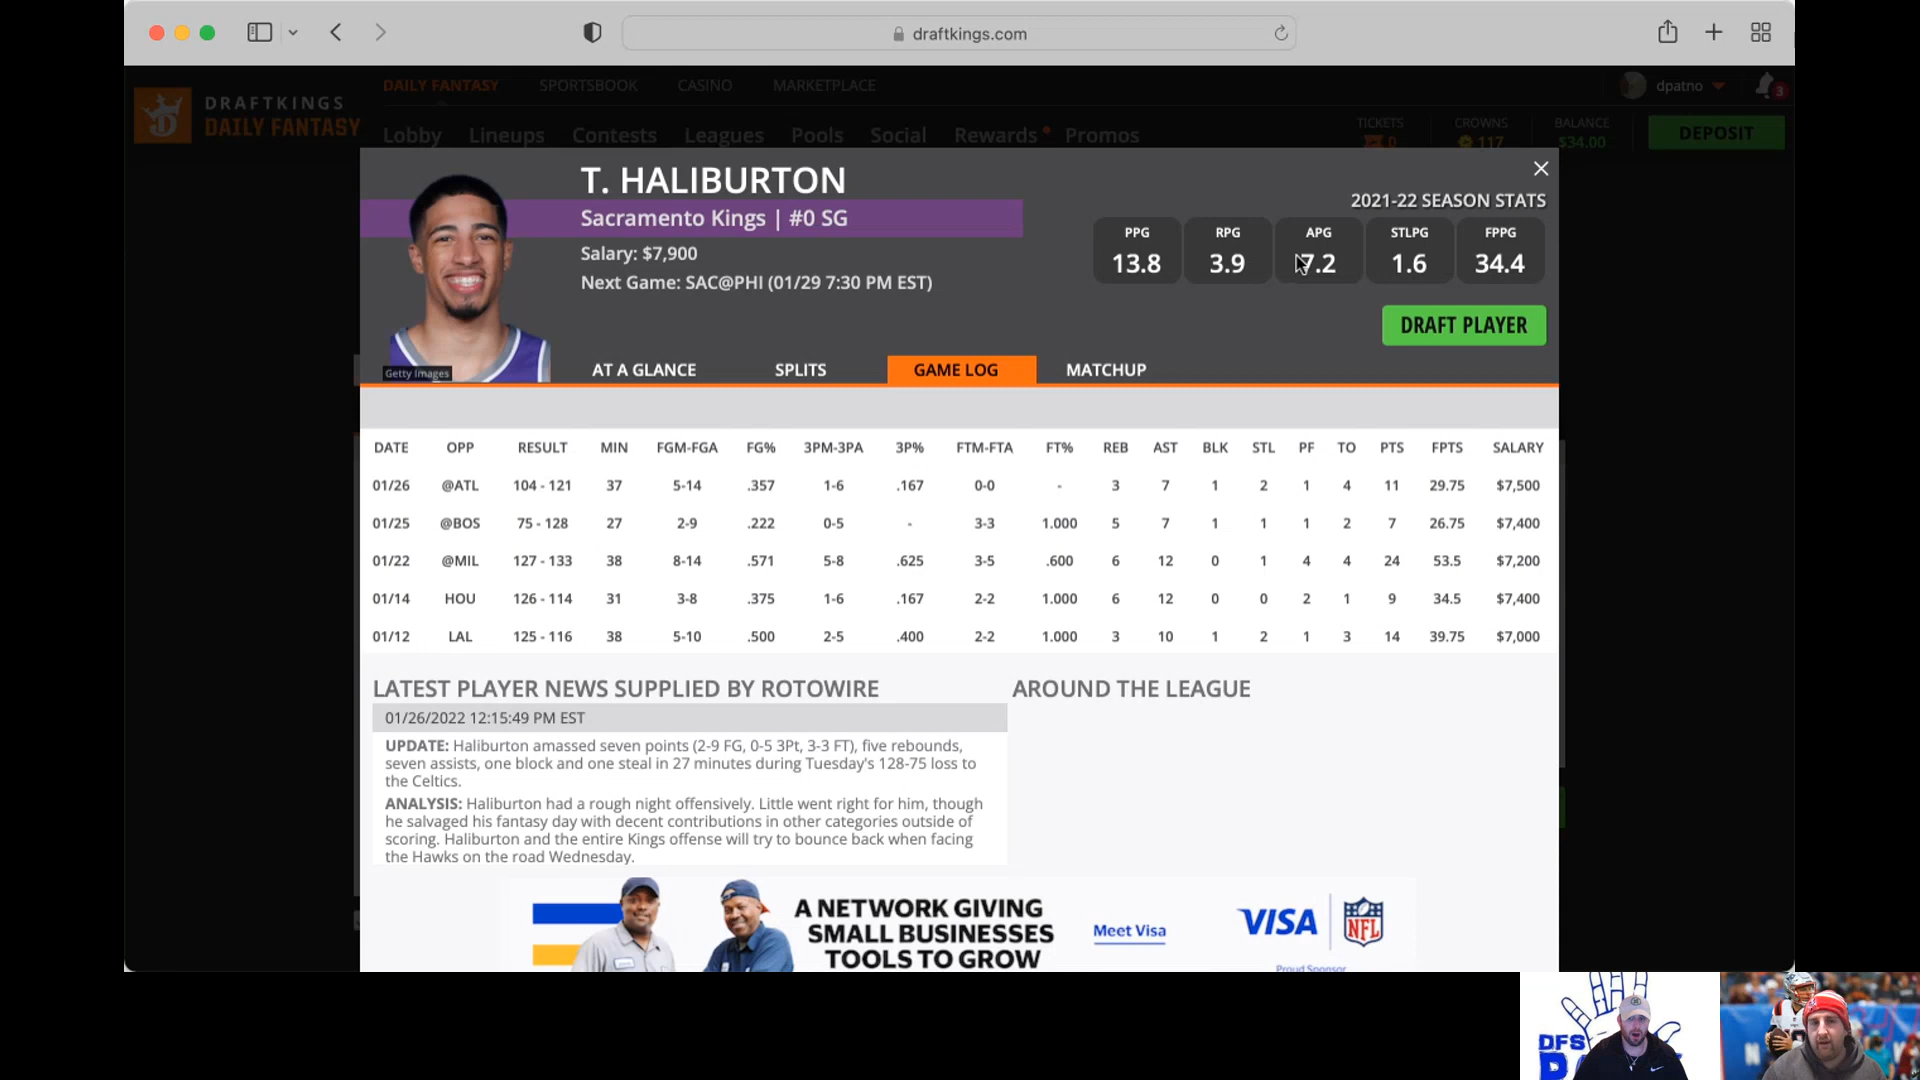 draftkings.com
DRAFTKINGS
DAILY FANTASY
DAILY FANTASY SPORTSBOOK CASINO MARKETPLACE
dpatno
3
Lobby Lineups Contests Leagues Pools Social Rewards Promos
TICKETS CROWNS BALANCE
0 117 $34.00
DEPOSIT
T. HALIBURTON
Sacramento Kings | #0 SG
Salary: $7,900
Next Game: SAC@PHI (01/29 7:30 PM EST)
2021-22 SEASON STATS
PPG RPG APG STLPG FPPG
13.8 3.9 7.2 1.6 34.4
DRAFT PLAYER
Getty Images
AT A GLANCE SPLITS GAME LOG MATCHUP
DATE OPP RESULT MIN FGM-FGA FG% 3PM-3PA 3P% FTM-FTA FT% REB AST BLK STL PF TO PTS FPTS SALARY
01/26 @ATL 104 - 121 37 5-14 .357 1-6 .167 0-0 - 3 7 1 2 1 4 11 29.75 $7,500
01/25 @BOS 75 - 128 27 2-9 .222 0-5 - 3-3 1.000 5 7 1 1 1 2 7 26.75 $7,400
01/22 @MIL 127 - 133 38 8-14 .571 5-8 .625 3-5 .600 6 12 0 1 4 4 24 53.5 $7,200
01/14 HOU 126 - 114 31 3-8 .375 1-6 .167 2-2 1.000 6 12 0 0 2 1 9 34.5 $7,400
01/12 LAL 125 - 116 38 5-10 .500 2-5 .400 2-2 1.000 3 10 1 2 1 3 14 39.75 $7,000
LATEST PLAYER NEWS SUPPLIED BY ROTOWIRE
AROUND THE LEAGUE
01/26/2022 12:15:49 PM EST
UPDATE: Haliburton amassed seven points (2-9 FG, 0-5 3Pt, 3-3 FT), five rebounds,
seven assists, one block and one steal in 27 minutes during Tuesday's 128-75 loss to
the Celtics.
ANALYSIS: Haliburton had a rough night offensively. Little went right for him, though
he salvaged his fantasy day with decent contributions in other categories outside of
scoring. Haliburton and the entire Kings offense will try to bounce back when facing
the Hawks on the road Wednesday.
A NETWORK GIVING
SMALL BUSINESSES
TOOLS TO GROW
Meet Visa
VISA
NFL
Proud Sponsor
DFS